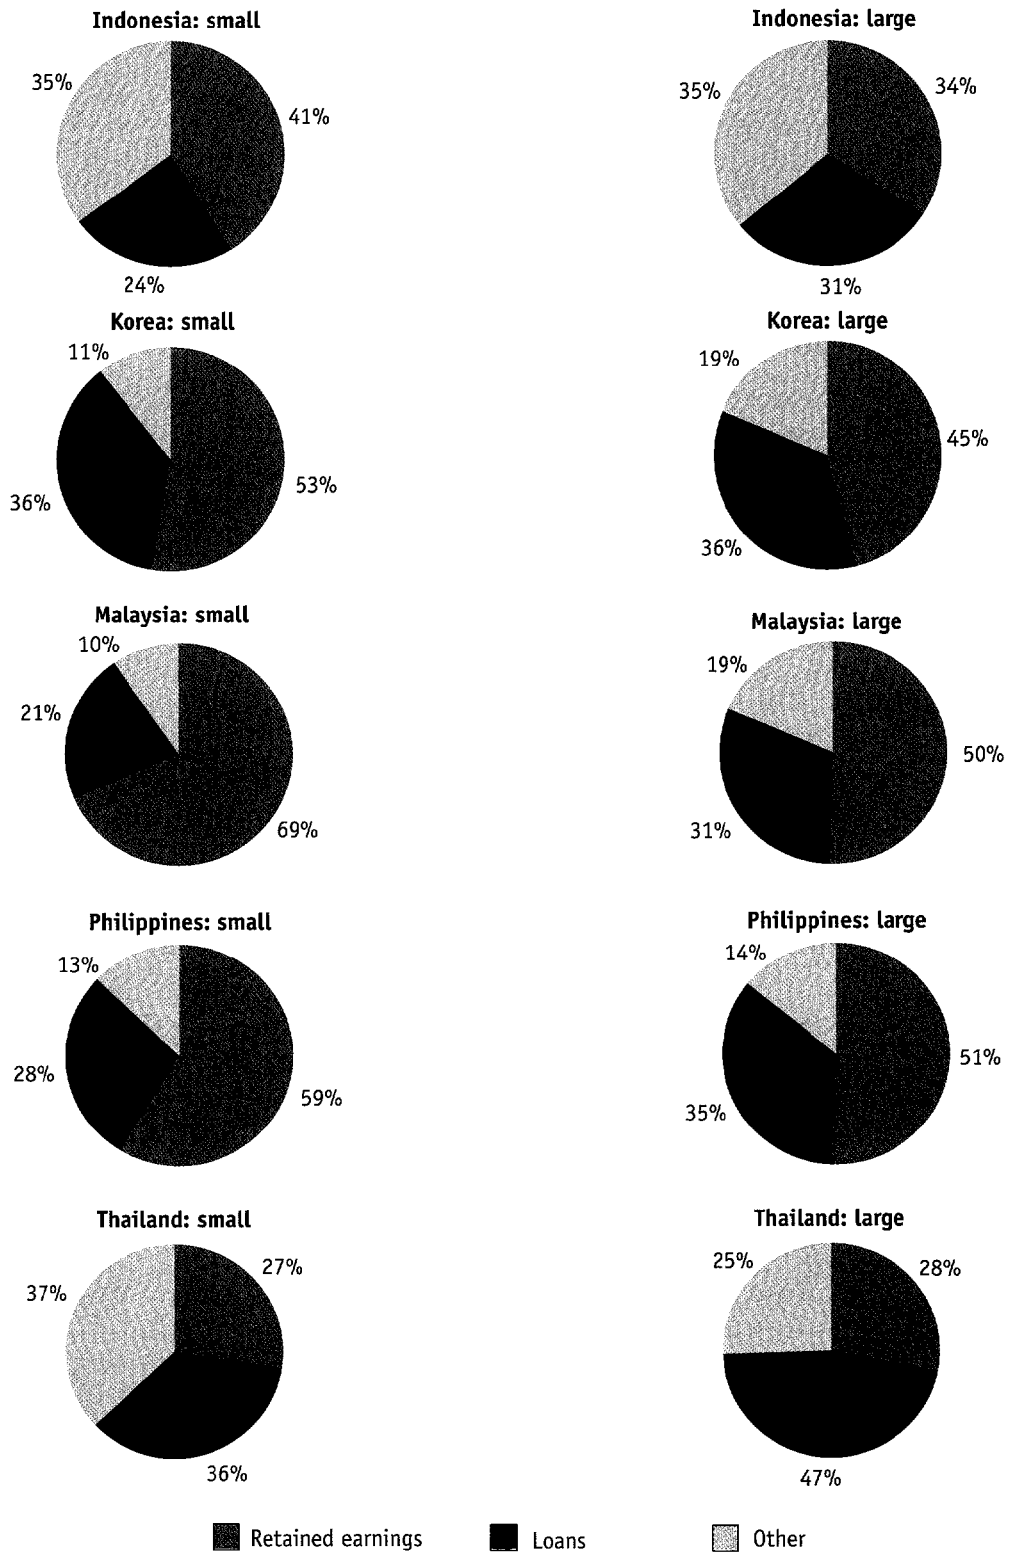 Indonesia: small
35%
41%
24%
Indonesia: large
35%
34%
31%
Korea: small
11%
36%
53%
Korea: large
19%
45%
36%
Malaysia: small
10%
21%
69%
Malaysia: large
19%
50%
31%
Philippines: small
13%
28%
59%
Philippines: large
14%
51%
35%
Thailand: small
27%
37%
36%
Thailand: large
25%
28%
47%
Retained earnings
Loans
Other